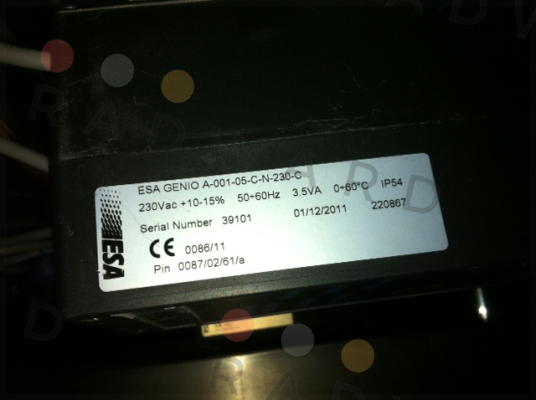 ESA GENIO A-001-05-C-N-230-C
230Vac +10-15% 50÷60Hz 3.5VA 0÷60°C IP54
Serial Number 39101 01/12/2011 220867
CE 0086/11
Pin 0087/02/61/a
ESA